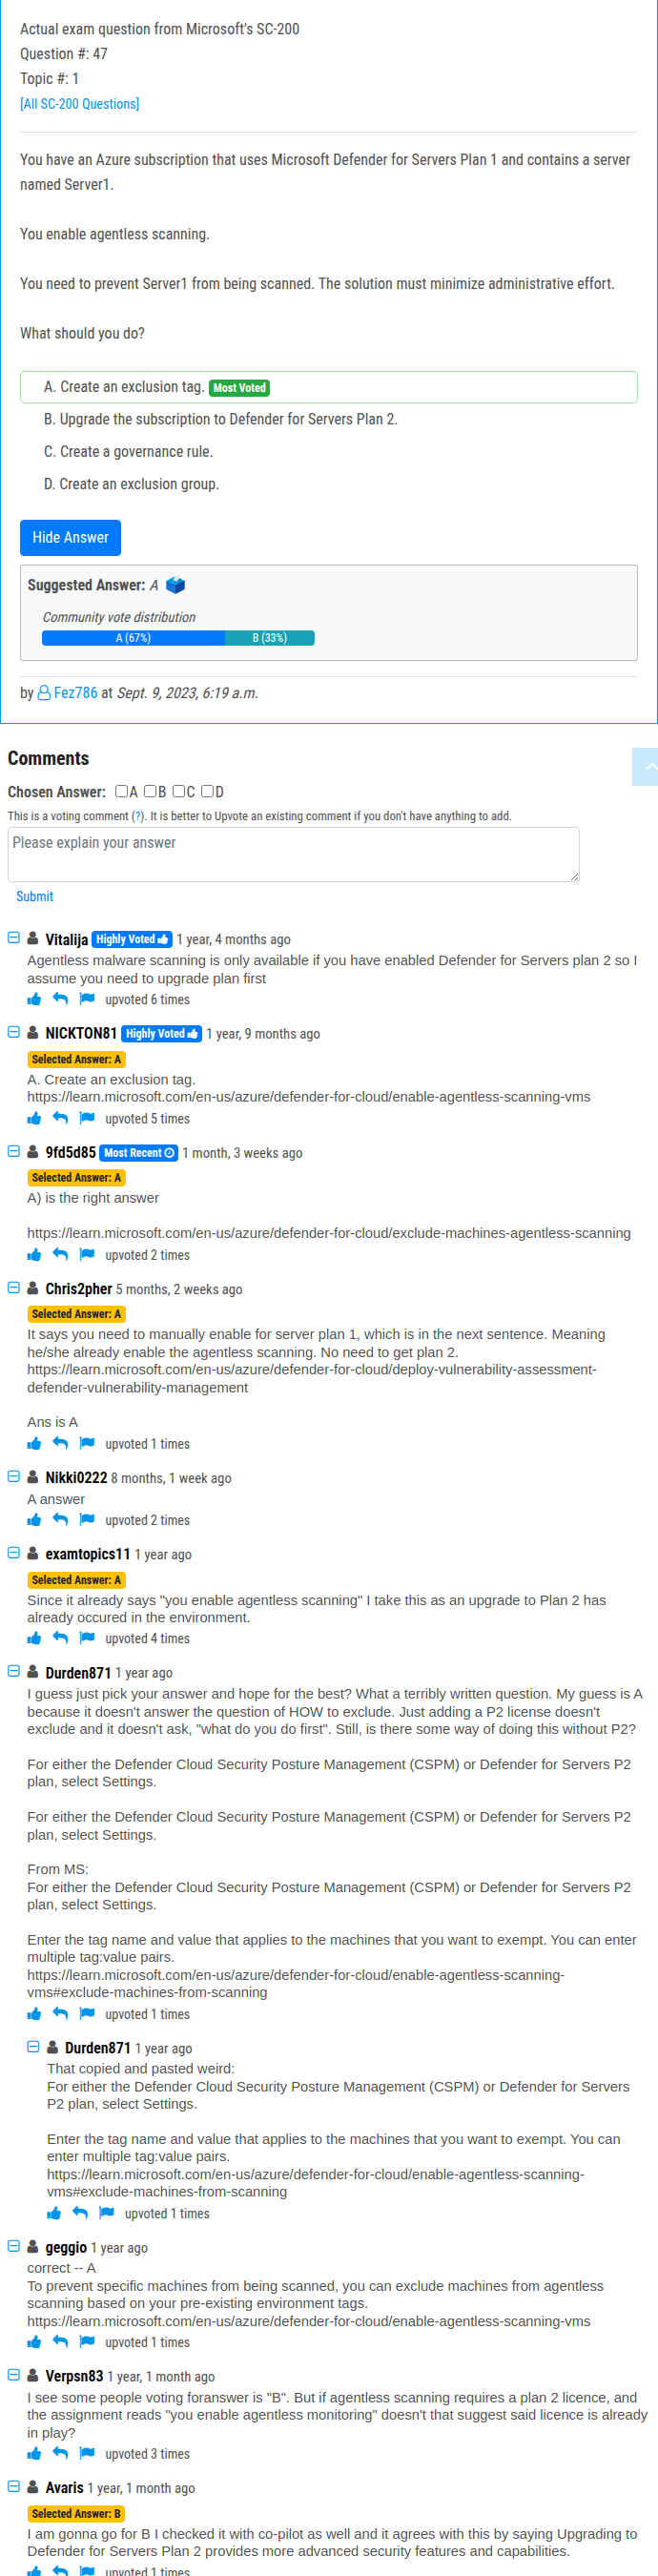 Actual exam question from Microsoft's SC-200
Question #: 47
Topic #: 1
[All SC-200 Questions]
You have an Azure subscription that uses Microsoft Defender for Servers Plan 1 and contains a server
named Server1.
You enable agentless scanning.
You need to prevent Server1 from being scanned. The solution must minimize administrative effort.
What should you do?
A. Create an exclusion tag. Most Voted
B. Upgrade the subscription to Defender for Servers Plan 2.
C. Create a governance rule.
D. Create an exclusion group.
Hide Answer
Suggested Answer: A
Community vote distribution
A (67%) B (33%)
by Fez786 at Sept. 9, 2023, 6:19 a.m.
Comments
Chosen Answer: A B C D
This is a voting comment (?). It is better to Upvote an existing comment if you don't have anything to add.
Please explain your answer
Submit
Vitalija Highly Voted 1 year, 4 months ago
Agentless malware scanning is only available if you have enabled Defender for Servers plan 2 so I
assume you need to upgrade plan first
upvoted 6 times
NICKTON81 Highly Voted 1 year, 9 months ago
Selected Answer: A
A. Create an exclusion tag.
https://learn.microsoft.com/en-us/azure/defender-for-cloud/enable-agentless-scanning-vms
upvoted 5 times
9fd5d85 Most Recent 1 month, 3 weeks ago
Selected Answer: A
A) is the right answer
https://learn.microsoft.com/en-us/azure/defender-for-cloud/exclude-machines-agentless-scanning
upvoted 2 times
Chris2pher 5 months, 2 weeks ago
Selected Answer: A
It says you need to manually enable for server plan 1, which is in the next sentence. Meaning
he/she already enable the agentless scanning. No need to get plan 2.
https://learn.microsoft.com/en-us/azure/defender-for-cloud/deploy-vulnerability-assessment-
defender-vulnerability-management
Ans is A
upvoted 1 times
Nikki0222 8 months, 1 week ago
A answer
upvoted 2 times
examtopics11 1 year ago
Selected Answer: A
Since it already says "you enable agentless scanning" I take this as an upgrade to Plan 2 has
already occured in the environment.
upvoted 4 times
Durden871 1 year ago
I guess just pick your answer and hope for the best? What a terribly written question. My guess is A
because it doesn't answer the question of HOW to exclude. Just adding a P2 license doesn't
exclude and it doesn't ask, "what do you do first". Still, is there some way of doing this without P2?
For either the Defender Cloud Security Posture Management (CSPM) or Defender for Servers P2
plan, select Settings.
For either the Defender Cloud Security Posture Management (CSPM) or Defender for Servers P2
plan, select Settings.
From MS:
For either the Defender Cloud Security Posture Management (CSPM) or Defender for Servers P2
plan, select Settings.
Enter the tag name and value that applies to the machines that you want to exempt. You can enter
multiple tag:value pairs.
https://learn.microsoft.com/en-us/azure/defender-for-cloud/enable-agentless-scanning-
vms#exclude-machines-from-scanning
upvoted 1 times
Durden871 1 year ago
That copied and pasted weird:
For either the Defender Cloud Security Posture Management (CSPM) or Defender for Servers
P2 plan, select Settings.
Enter the tag name and value that applies to the machines that you want to exempt. You can
enter multiple tag:value pairs.
https://learn.microsoft.com/en-us/azure/defender-for-cloud/enable-agentless-scanning-
vms#exclude-machines-from-scanning
upvoted 1 times
geggio 1 year ago
correct -- A
To prevent specific machines from being scanned, you can exclude machines from agentless
scanning based on your pre-existing environment tags.
https://learn.microsoft.com/en-us/azure/defender-for-cloud/enable-agentless-scanning-vms
upvoted 1 times
Verpsn83 1 year, 1 month ago
I see some people voting foranswer is "B". But if agentless scanning requires a plan 2 licence, and
the assignment reads "you enable agentless monitoring" doesn't that suggest said licence is already
in play?
upvoted 3 times
Avaris 1 year, 1 month ago
Selected Answer: B
I am gonna go for B I checked it with co-pilot as well and it agrees with this by saying Upgrading to
Defender for Servers Plan 2 provides more advanced security features and capabilities.
upvoted 1 times